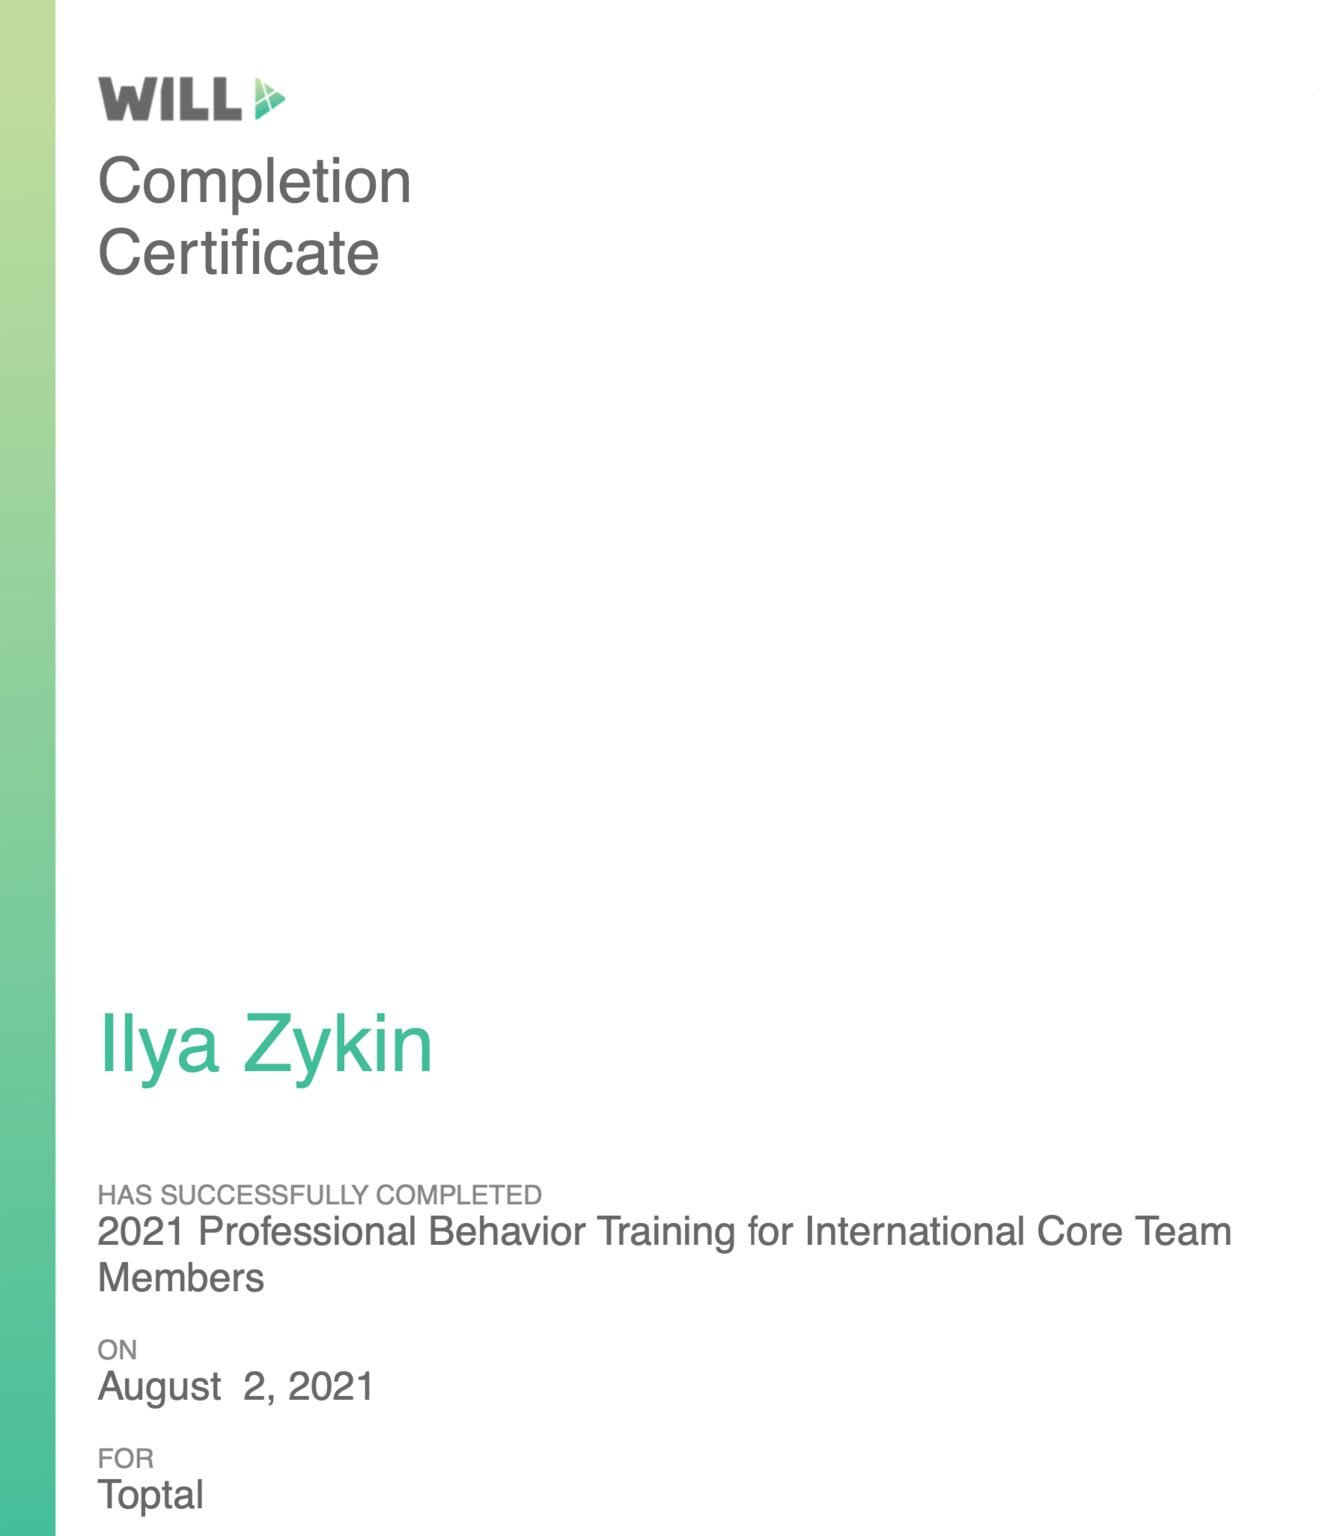 WILL
Completion
Certificate
Ilya Zykin
HAS SUCCESSFULLY COMPLETED
2021 Professional Behavior Training for International Core Team
Members
ON
August  2, 2021
FOR
Toptal